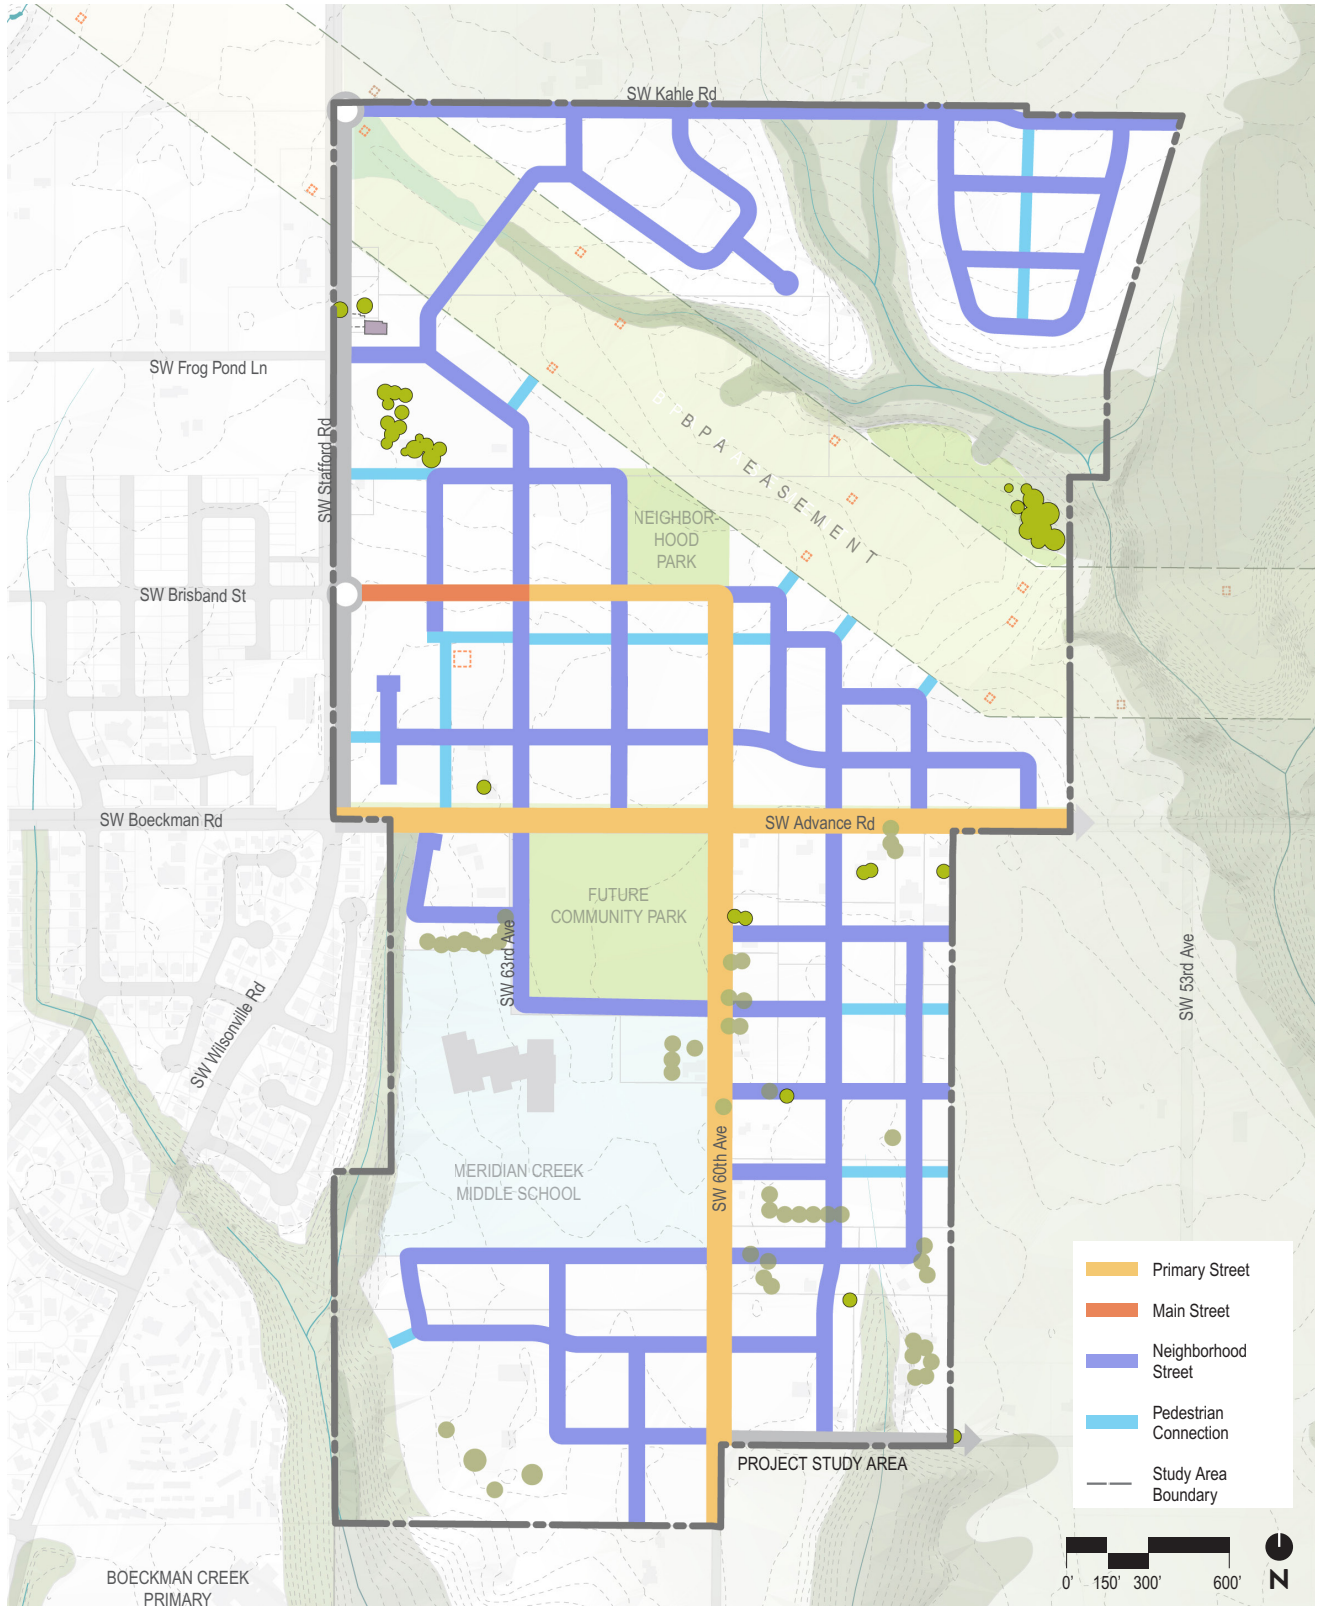 SW Kahle Rd
SW Frog Pond Ln
SW Stafford Rd
BPA EASEMENT
NEIGHBOR-
HOOD
PARK
SW Brisband St
SW Boeckman Rd
SW Advance Rd
FUTURE
COMMUNITY PARK
SW 63rd Ave
SW 53rd Ave
SW Wilsonville Rd
MERIDIAN CREEK
MIDDLE SCHOOL
SW 60th Ave
PROJECT STUDY AREA
BOECKMAN CREEK
PRIMARY
Primary Street
Main Street
Neighborhood
Street
Pedestrian
Connection
Study Area
Boundary
0' 150' 300' 600'
N